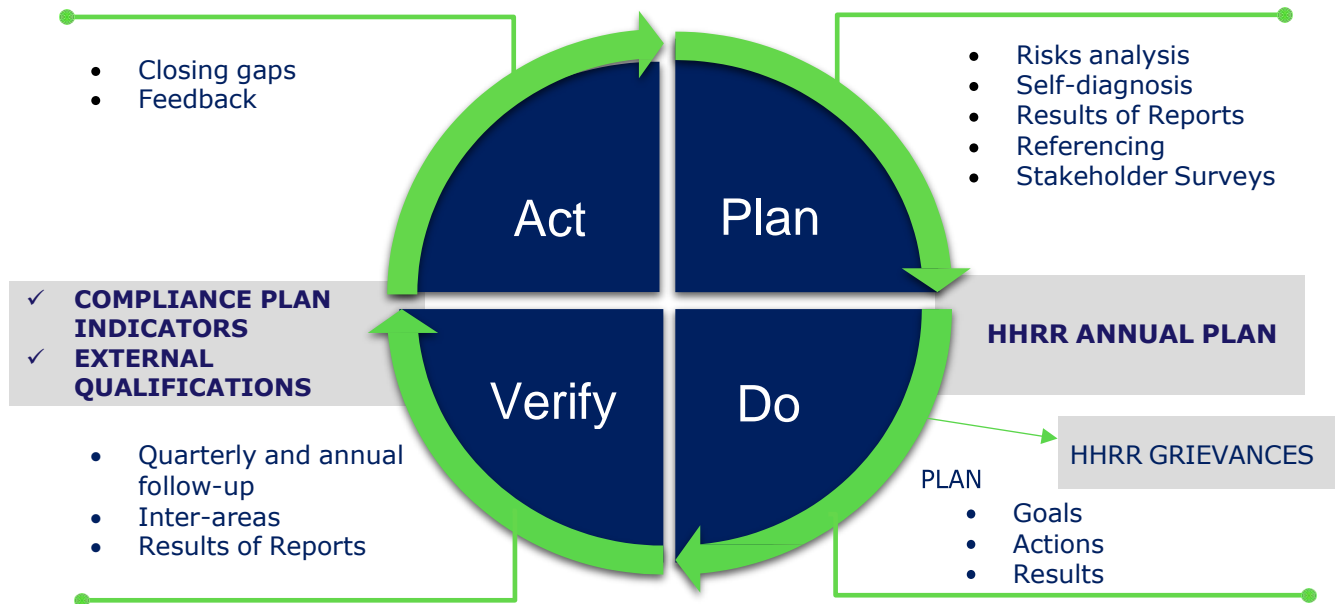 • Closing gaps
• Feedback
• Risks analysis
• Self-diagnosis
• Results of Reports
• Referencing
• Stakeholder Surveys
Act
Plan
✓ COMPLIANCE PLAN
INDICATORS
✓ EXTERNAL
QUALIFICATIONS
HHRR ANNUAL PLAN
Verify
Do
HHRR GRIEVANCES
• Quarterly and annual
follow-up
• Inter-areas
• Results of Reports
PLAN
• Goals
• Actions
• Results